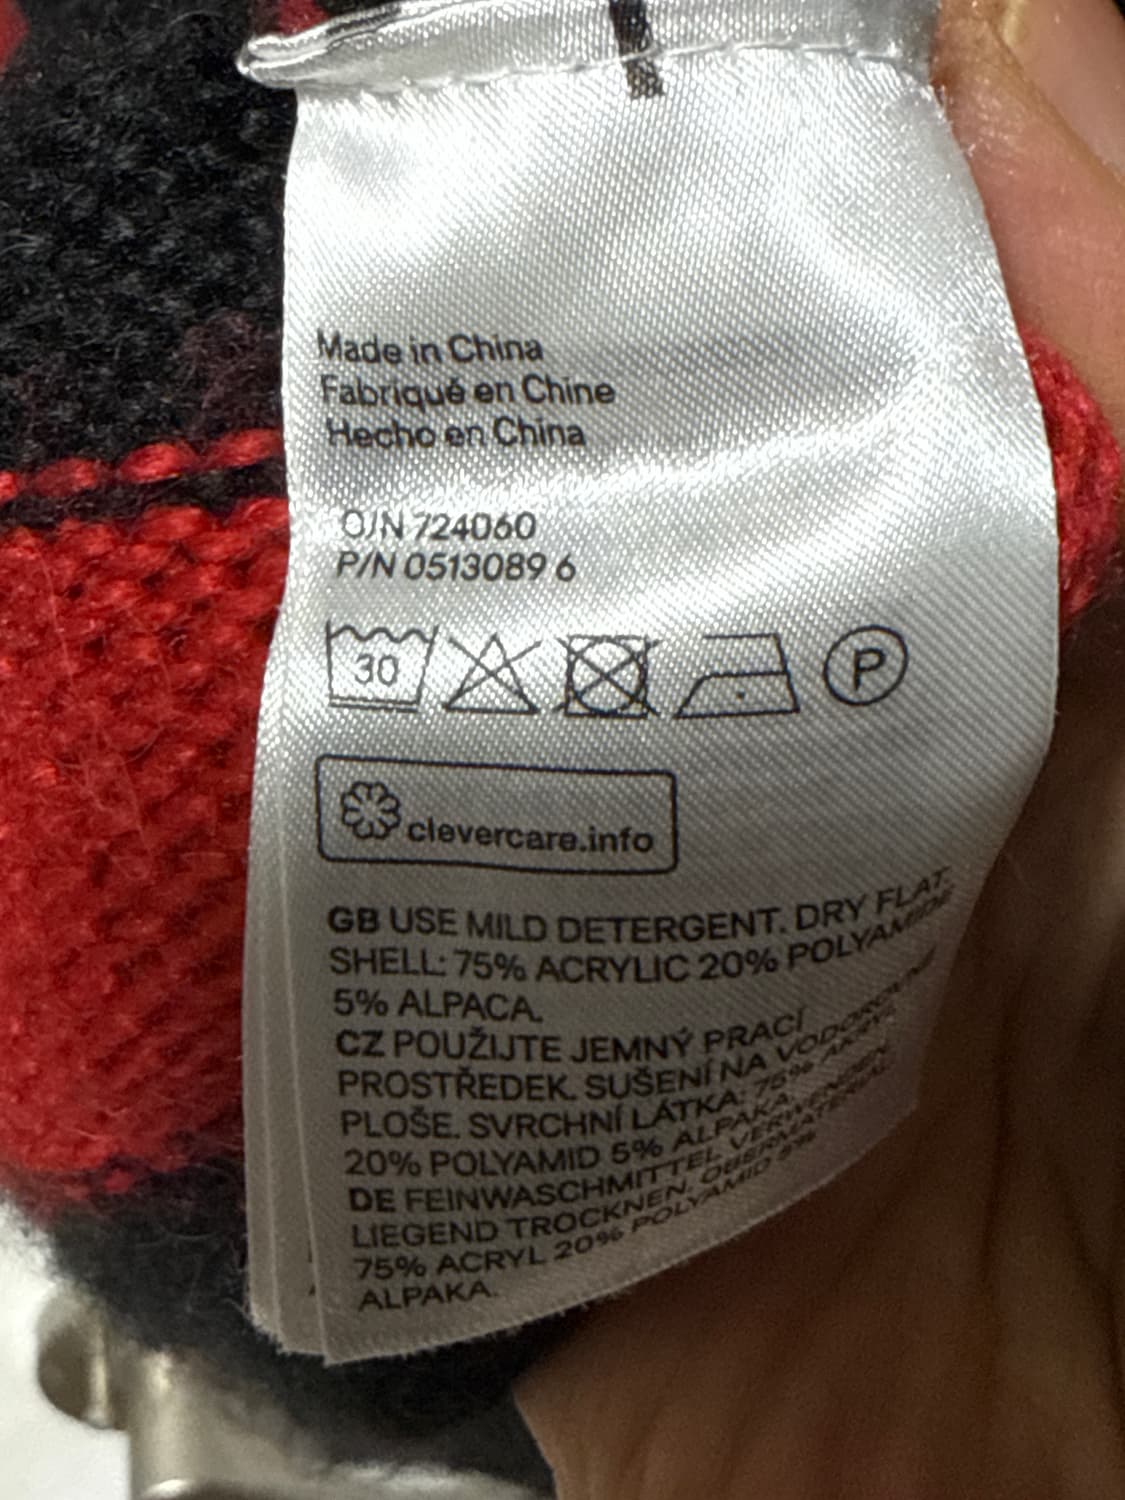 Made in China
Fabriqué en Chine
Hecho en China
O/N 724060
P/N 0513089 6
30
P
clevercare.info
GB USE MILD DETERGENT. DRY FLAT.
SHELL: 75% ACRYLIC 20% POLYAMIDE
5% ALPACA.
CZ POUŽIJTE JEMNÝ PRACÍ
PROSTŘEDEK. SUŠENÍ NA VODOROVNÉ
PLOŠE. SVRCHNÍ LÁTKA: 75% AKRYL
20% POLYAMID 5% ALPAKA.
DE FEINWASCHMITTEL VERWENDEN.
LIEGEND TROCKNEN. OBERMATERIAL
75% ACRYL 20% POLYAMID 5%
ALPAKA.